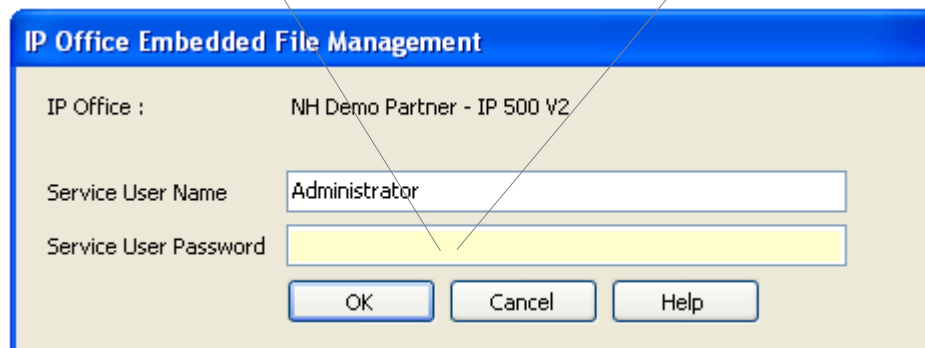 IP Office Embedded File Management
IP Office : NH Demo Partner - IP 500 V2
Service User Name Administrator
Service User Password
OK Cancel Help